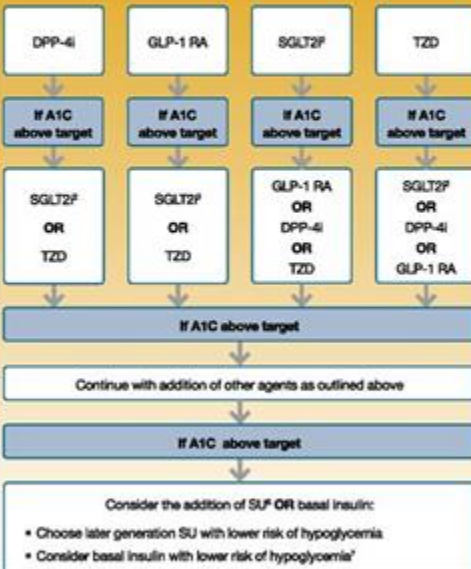 DPP-4i
GLP-1 RA
SGLT2i²
TZD
If A1C
above target
If A1C
above target
If A1C
above target
If A1C
above target
SGLT2i²
OR
TZD
SGLT2i²
OR
TZD
GLP-1 RA
OR
DPP-4i
OR
TZD
SGLT2i²
OR
DPP-4i
OR
GLP-1 RA
If A1C above target
Continue with addition of other agents as outlined above
If A1C above target
Consider the addition of SU⁶ OR basal insulin:
• Choose later generation SU with lower risk of hypoglycemia
• Consider basal insulin with lower risk of hypoglycemia⁷